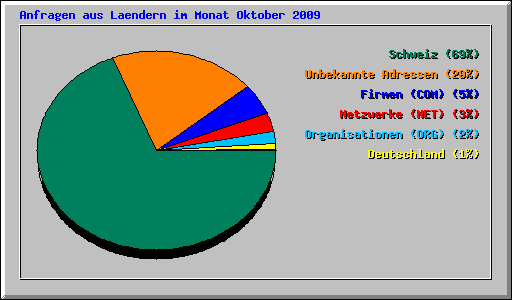 Anfragen aus Laendern im Monat Oktober 2009
Schweiz (69%)
Unbekannte Adressen (20%)
Firmen (COM) (5%)
Netzwerke (NET) (3%)
Organisationen (ORG) (2%)
Deutschland (1%)